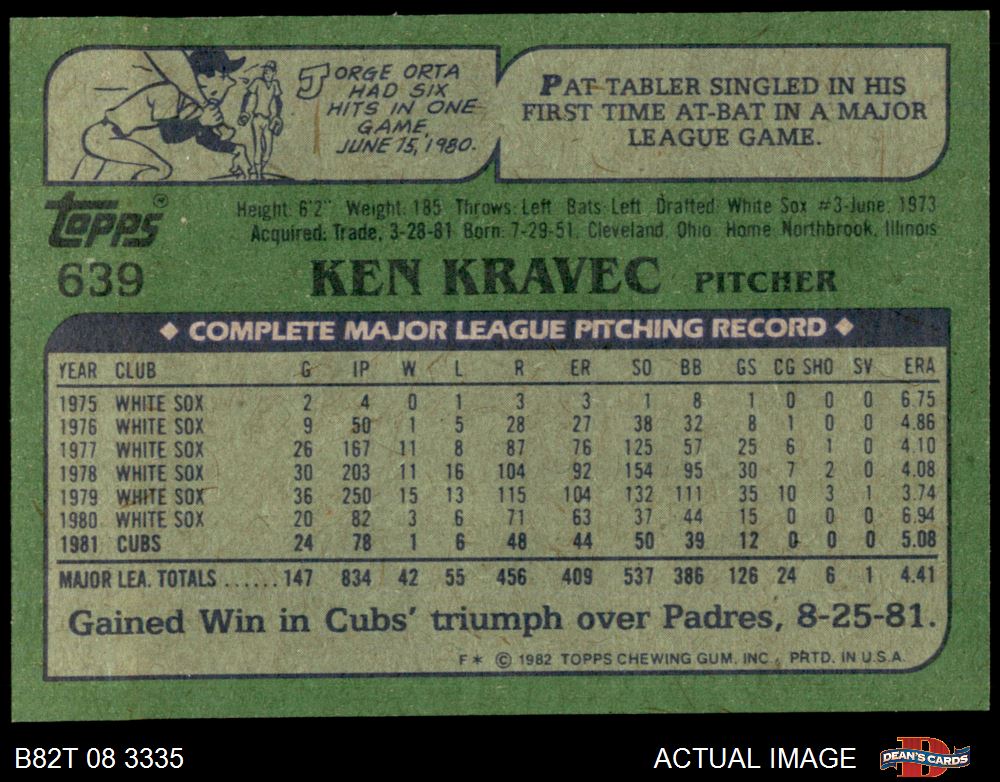 JORGE ORTA
HAD SIX
HITS IN ONE
GAME,
JUNE 15, 1980.
PAT TABLER SINGLED IN HIS
FIRST TIME AT-BAT IN A MAJOR
LEAGUE GAME.
TOPPS®
639
Height: 6'2" Weight: 185 Throws: Left Bats: Left Drafted: White Sox #3-June, 1973
Acquired: Trade, 3-28-81 Born: 7-29-51, Cleveland, Ohio Home: Northbrook, Illinois
KEN KRAVEC PITCHER
◆ COMPLETE MAJOR LEAGUE PITCHING RECORD ◆
YEAR CLUB G IP W L R ER SO BB GS CG SHO SV ERA
1975 WHITE SOX 2 4 0 1 3 3 1 8 1 0 0 0 6.75
1976 WHITE SOX 9 50 1 5 28 27 38 32 8 1 0 0 4.86
1977 WHITE SOX 26 167 11 8 87 76 125 57 25 6 1 0 4.10
1978 WHITE SOX 30 203 11 16 104 92 154 95 30 7 2 0 4.08
1979 WHITE SOX 36 250 15 13 115 104 132 111 35 10 3 1 3.74
1980 WHITE SOX 20 82 3 6 71 63 37 44 15 0 0 0 6.94
1981 CUBS 24 78 1 6 48 44 50 39 12 0 0 0 5.08
MAJOR LEA. TOTALS ...... 147 834 42 55 456 409 537 386 126 24 6 1 4.41
Gained Win in Cubs' triumph over Padres, 8-25-81.
F* © 1982 TOPPS CHEWING GUM, INC., PRTD. IN U.S.A.
B82T 08 3335
ACTUAL IMAGE
D
DEAN'S CARDS